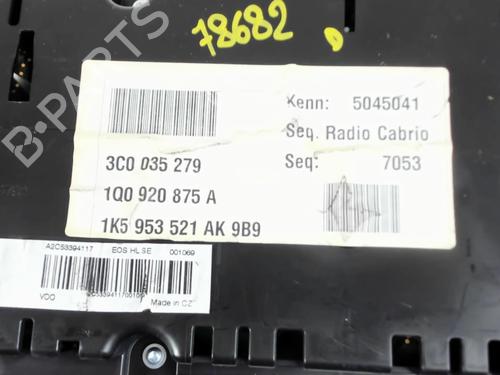 78682 D
B-PARTS
Kenn: 5045041
Seq. Radio Cabrio
Seq: 7053
3C0 035 279
1Q0 920 875 A
1K5 953 521 AK 9B9
A2C53394117 EOS HL SE 001069
VDO Made in CZ